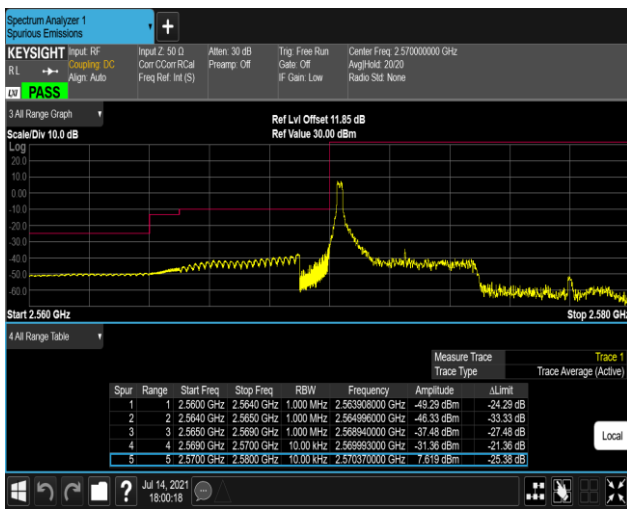 Spectrum Analyzer 1
Spurious Emissions
KEYSIGHT Input: RF Input Z: 50 Ω Atten: 30 dB Trig: Free Run Center Freq: 2.570000000 GHz
RL Coupling: DC Corr CCorr RCal Preamp: Off Gate: Off Avg|Hold: 20/20
Align: Auto Freq Ref: Int (S) IF Gain: Low Radio Std: None
LXI PASS
3 All Range Graph
Ref Lvl Offset 11.85 dB
Scale/Div 10.0 dB Ref Value 30.00 dBm
Log
20.0
10.0
0.00
-10.0
-20.0
-30.0
-40.0
-50.0
-60.0
Start 2.560 GHz Stop 2.580 GHz
4 All Range Table
Measure Trace Trace 1
Trace Type Trace Average (Active)
Spur Range Start Freq Stop Freq RBW Frequency Amplitude ΔLimit
1 1 2.5600 GHz 2.5640 GHz 1.000 MHz 2.563908000 GHz -49.29 dBm -24.29 dB
2 2 2.5640 GHz 2.5650 GHz 1.000 MHz 2.564996000 GHz -46.33 dBm -33.33 dB
3 3 2.5650 GHz 2.5690 GHz 1.000 MHz 2.568940000 GHz -37.48 dBm -27.48 dB
4 4 2.5690 GHz 2.5700 GHz 10.00 kHz 2.569993000 GHz -31.36 dBm -21.36 dB
5 5 2.5700 GHz 2.5800 GHz 10.00 kHz 2.570370000 GHz 7.619 dBm -25.38 dB
Local
? Jul 14, 2021
18:00:18